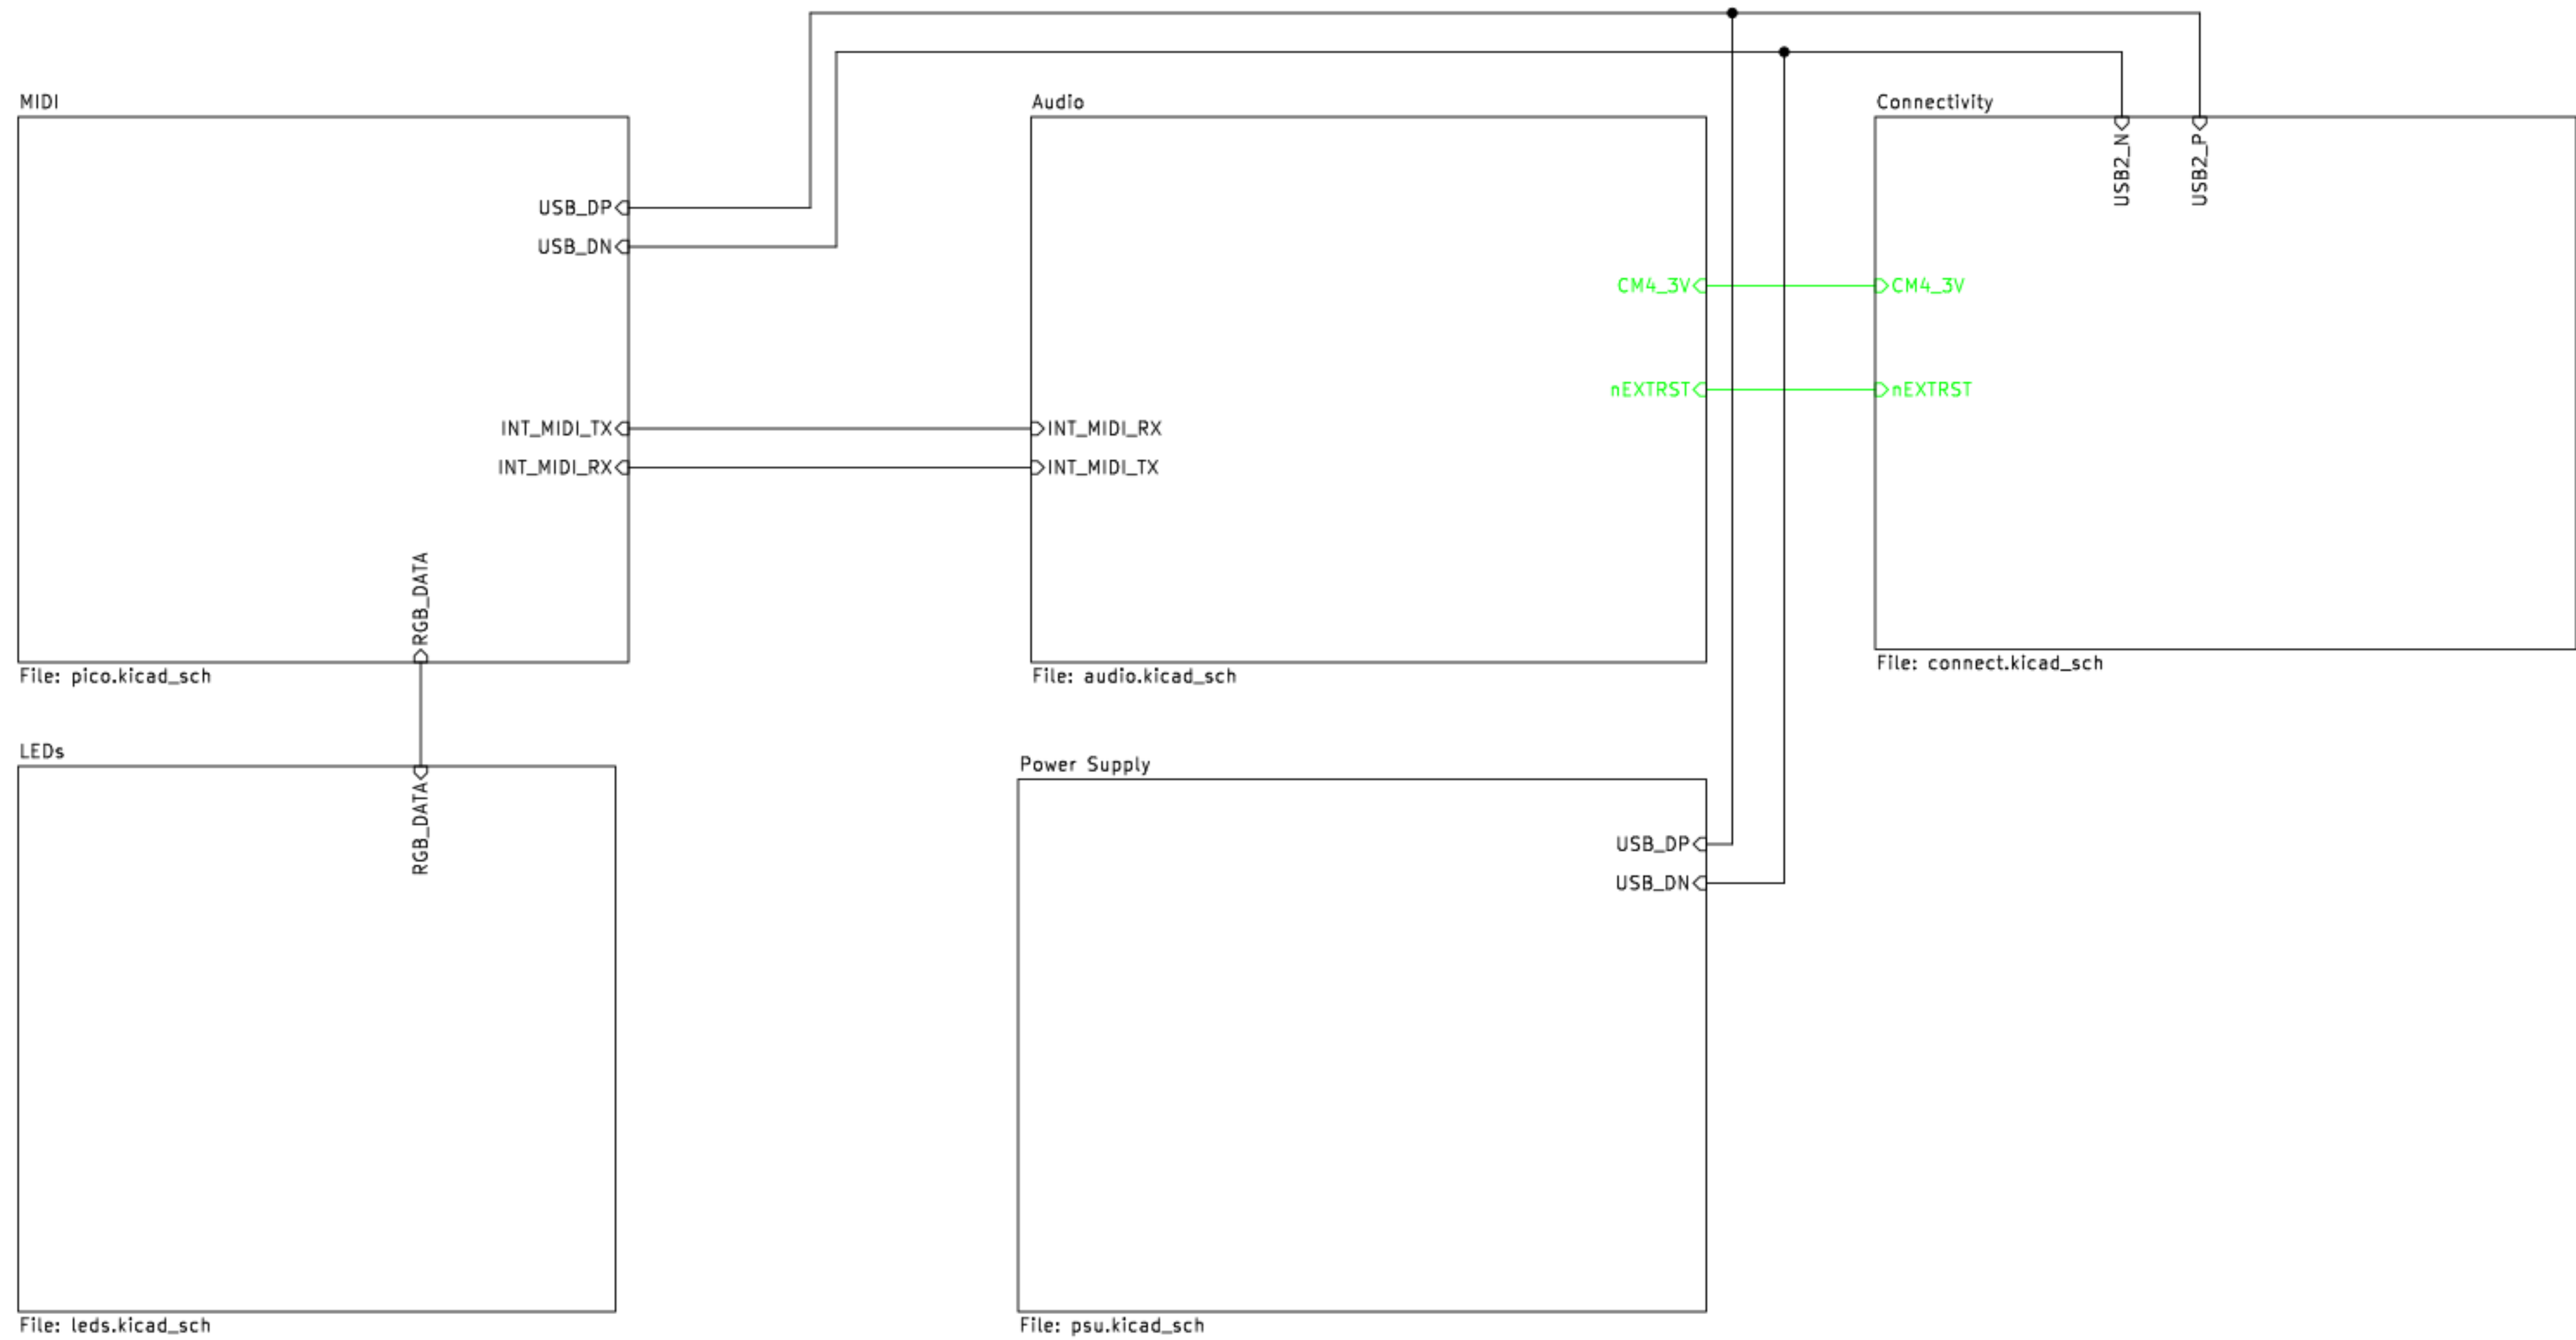 MIDI
USB_DP
USB_DN
INT_MIDI_TX
INT_MIDI_RX
RGB_DATA
File: pico.kicad_sch
Audio
CM4_3V
nEXTRST
INT_MIDI_RX
INT_MIDI_TX
File: audio.kicad_sch
Connectivity
USB2_N
USB2_P
CM4_3V
nEXTRST
File: connect.kicad_sch
LEDs
RGB_DATA
File: leds.kicad_sch
Power Supply
USB_DP
USB_DN
File: psu.kicad_sch